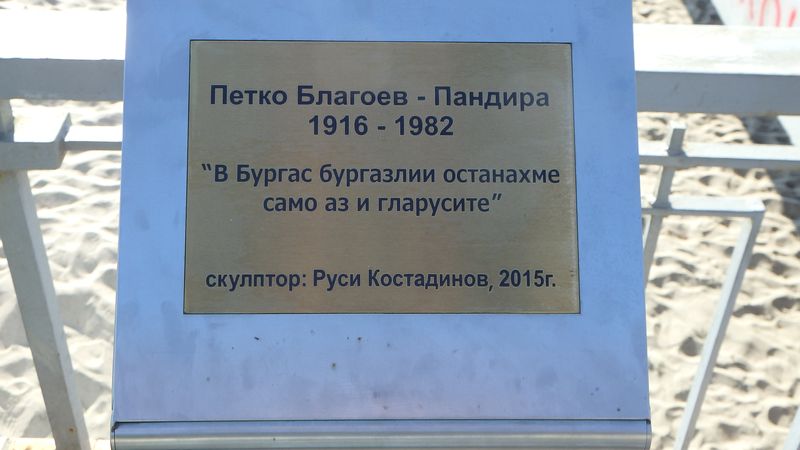 Петко Благоев - Пандира
1916 - 1982
“В Бургас бургазлии останахме
само аз и гларусите”
скулптор: Руси Костадинов, 2015г.